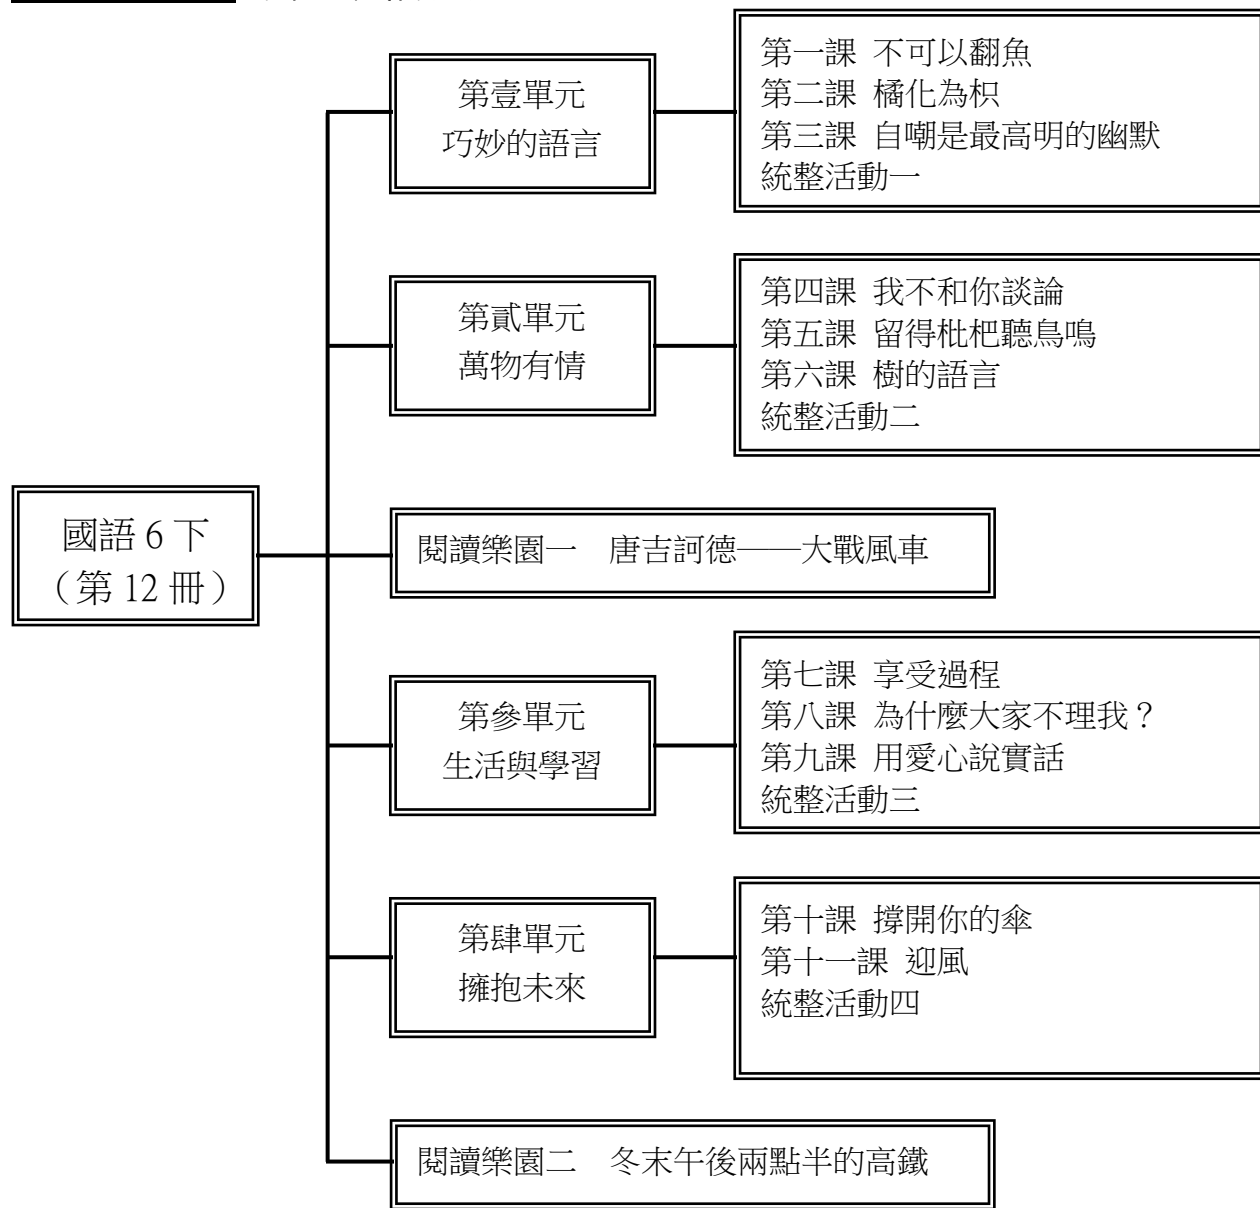 第壹單元
巧妙的語言
第一課 不可以翻魚
第二課 橘化為枳
第三課 自嘲是最高明的幽默
統整活動一
第貳單元
萬物有情
第四課 我不和你談論
第五課 留得枇杷聽鳥鳴
第六課 樹的語言
統整活動二
國語 6 下
（第 12 冊）
閱讀樂園一　唐吉訶德——大戰風車
第參單元
生活與學習
第七課 享受過程
第八課 為什麼大家不理我？
第九課 用愛心說實話
統整活動三
第肆單元
擁抱未來
第十課 撐開你的傘
第十一課 迎風
統整活動四
閱讀樂園二　冬末午後兩點半的高鐵